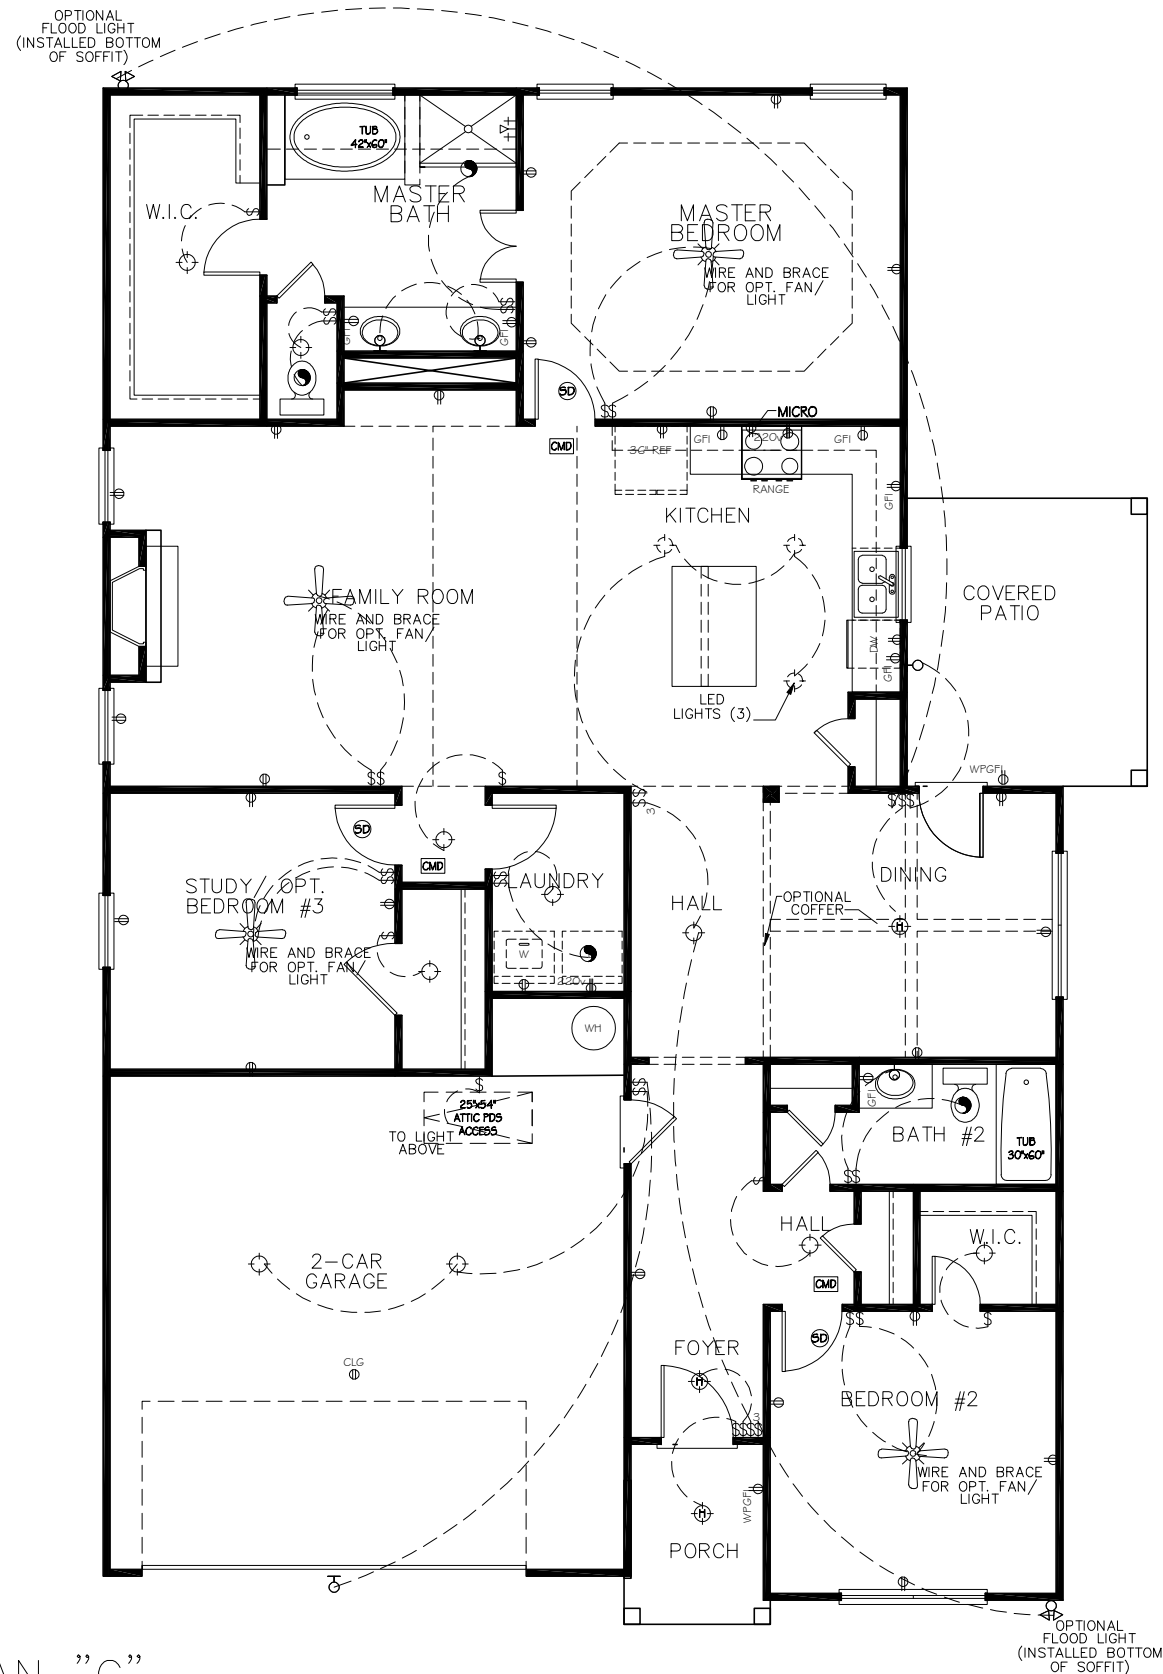 OPTIONAL
FLOOD LIGHT
(INSTALLED BOTTOM
OF SOFFIT)
TUB
42"x60"
MASTER
BATH
W.I.C.
MASTER
BEDROOM
WIRE AND BRACE
FOR OPT. FAN/
LIGHT
$
$$
$$
GFI
GFI
SD
$$
MICRO
CMD
36" REF
GFI
220v
GFI
RANGE
GFI
KITCHEN
FAMILY ROOM
WIRE AND BRACE
FOR OPT. FAN/
LIGHT
COVERED
PATIO
DW
GFI
LED
LIGHTS (3)
WPGFI
$$
$
$$
3
$$$
SD
CMD
STUDY/OPT.
BEDROOM #3
WIRE AND BRACE
FOR OPT. FAN/
LIGHT
$$
$
$$
LAUNDRY
W
220v
HALL
OPTIONAL
COFFER
DINING
H
WH
25"x54"
ATTIC PDS
ACCESS
TO LIGHT
ABOVE
$
$$
GFI
BATH #2
TUB
30"x60"
$$
$
HALL
W.I.C.
CMD
2-CAR
GARAGE
SD
$$
$
FOYER
H
CLG
BEDROOM #2
3
$$$$
WIRE AND BRACE
FOR OPT. FAN/
LIGHT
H
WPGFI
PORCH
OPTIONAL
FLOOD LIGHT
(INSTALLED BOTTOM
OF SOFFIT)
"C"